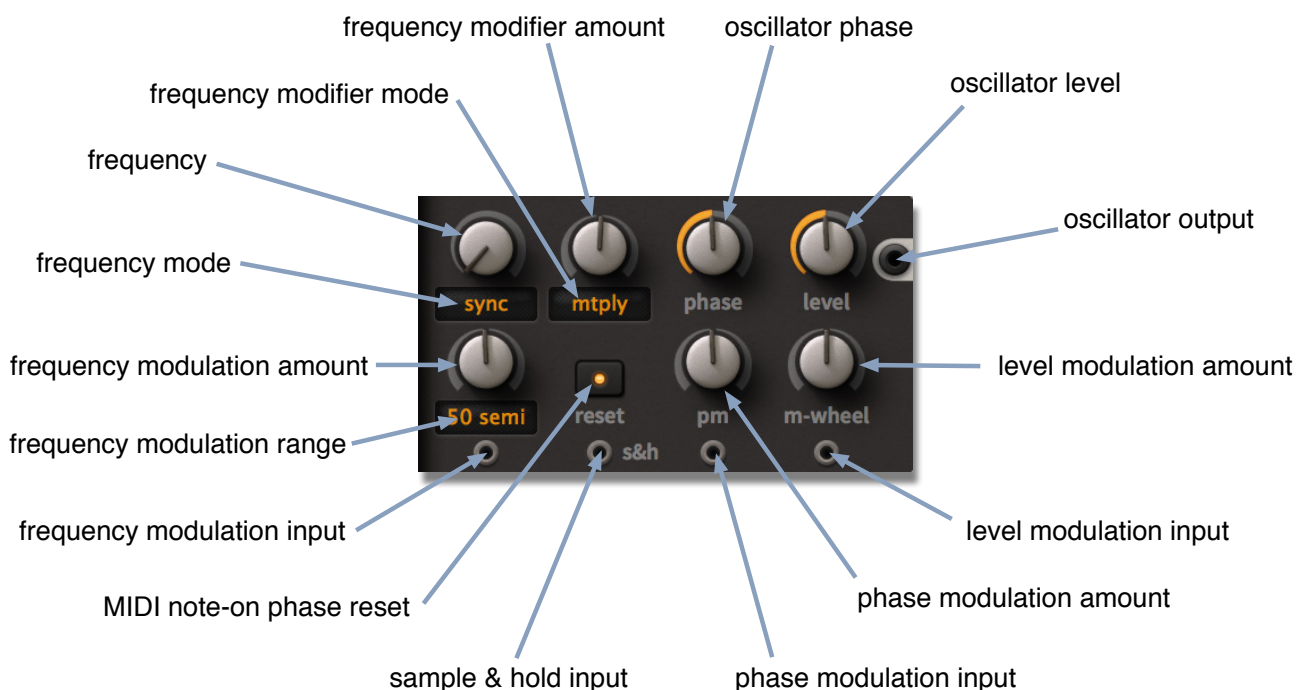 frequency modifier amount
oscillator phase
frequency modifier mode
oscillator level
frequency
oscillator output
frequency mode
sync
mtply
phase
level
frequency modulation amount
level modulation amount
50 semi
reset
pm
m-wheel
frequency modulation range
s&h
frequency modulation input
level modulation input
MIDI note-on phase reset
phase modulation amount
sample & hold input
phase modulation input